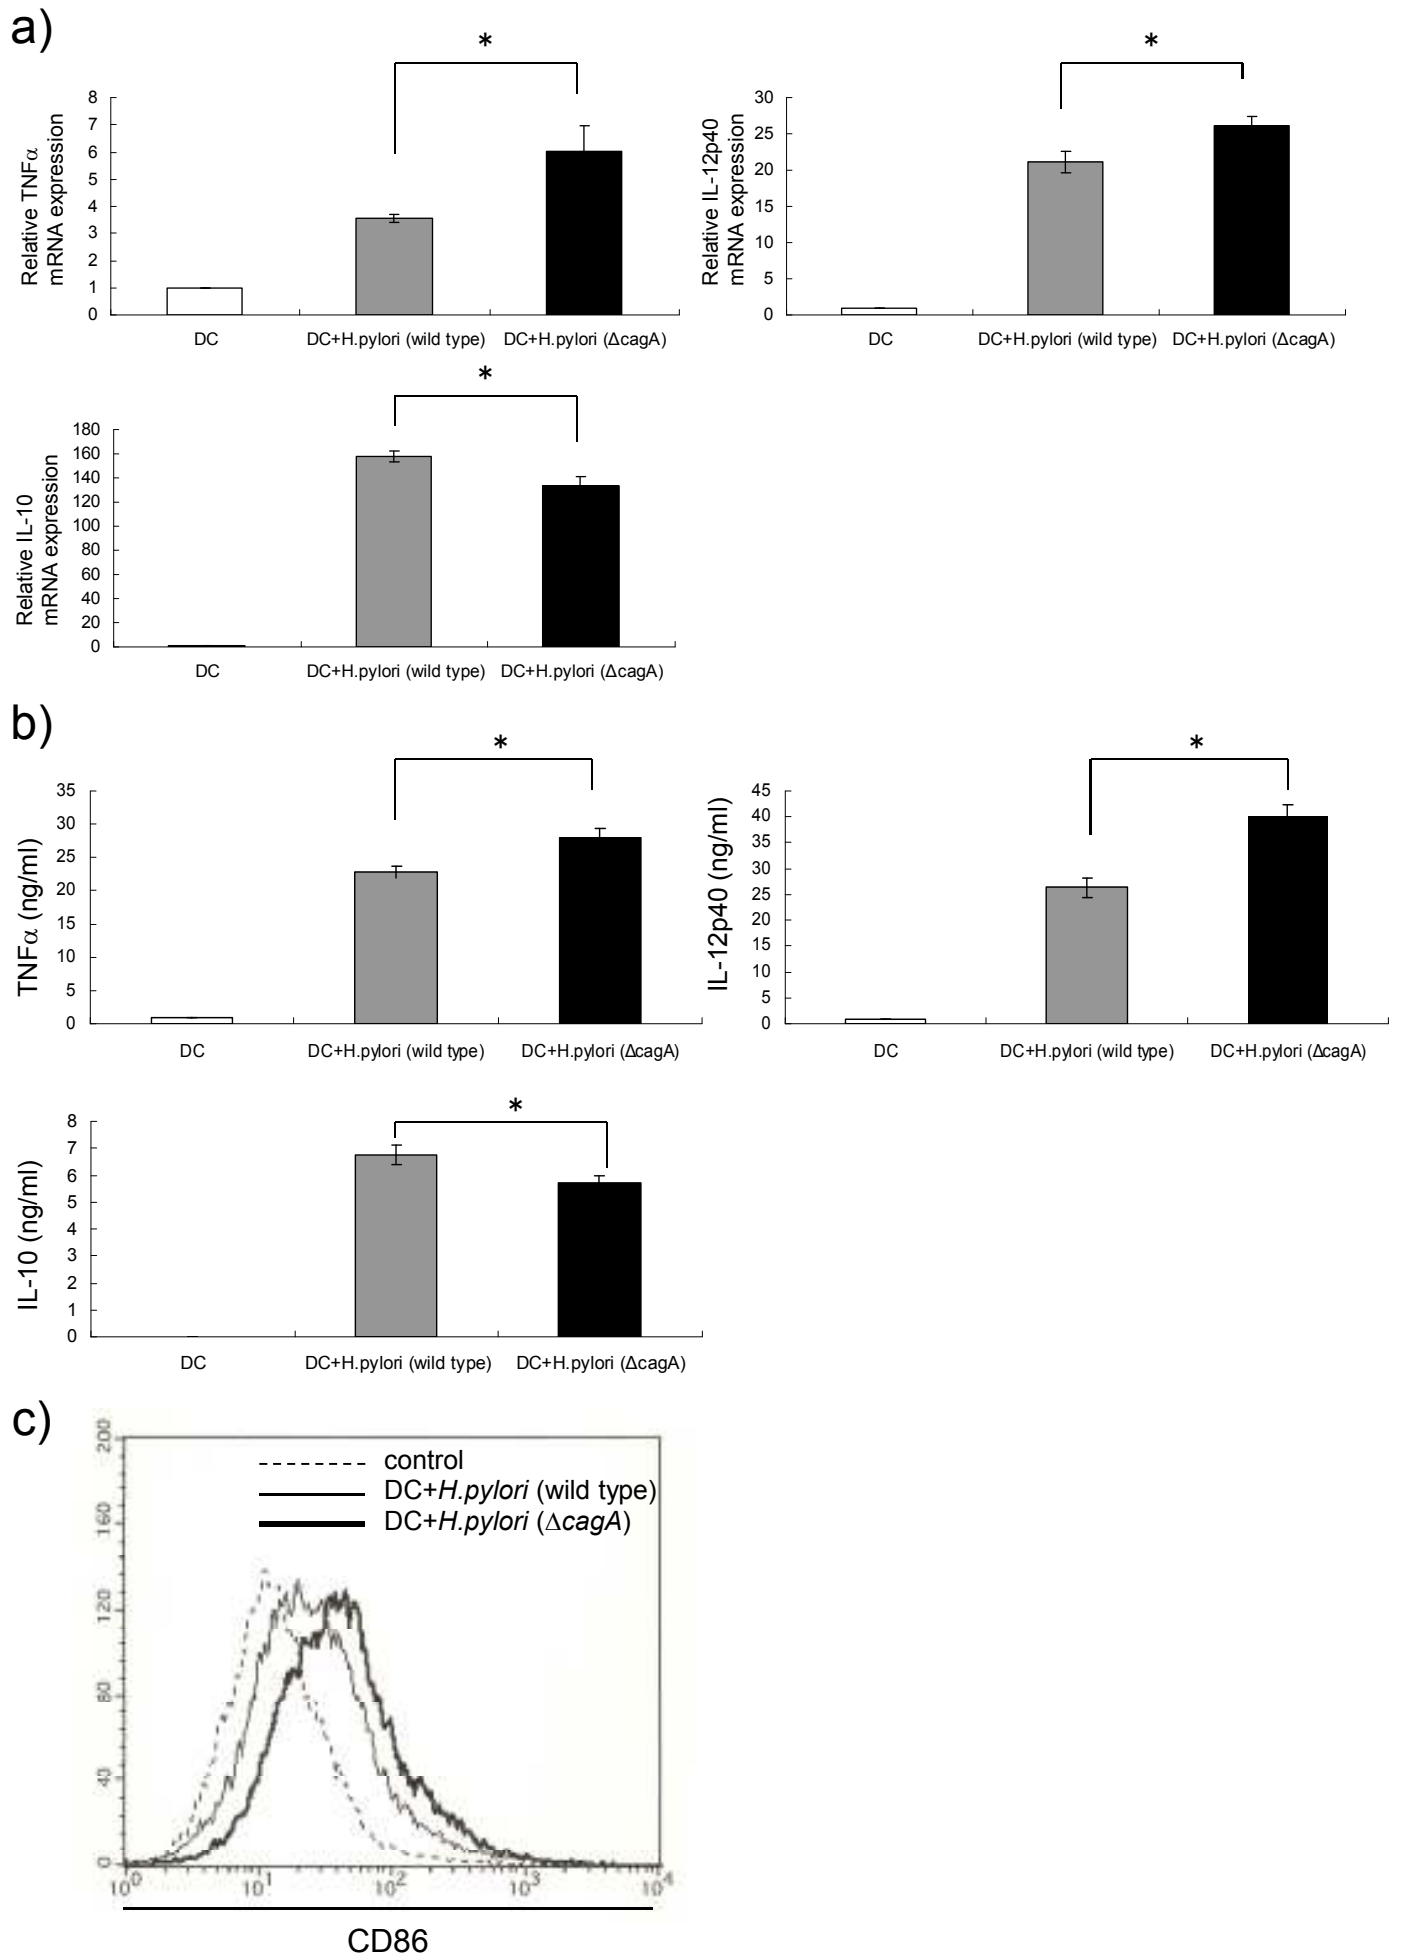 a)
*
Relative TNFα
mRNA expression
8
7
6
5
4
3
2
1
0
DC
DC+H.pylori (wild type)
DC+H.pylori (ΔcagA)
*
Relative IL-12p40
mRNA expression
30
25
20
15
10
5
0
DC
DC+H.pylori (wild type)
DC+H.pylori (ΔcagA)
*
Relative IL-10
mRNA expression
180
160
140
120
100
80
60
40
20
0
DC
DC+H.pylori (wild type)
DC+H.pylori (ΔcagA)
b)
*
TNFα (ng/ml)
35
30
25
20
15
10
5
0
DC
DC+H.pylori (wild type)
DC+H.pylori (ΔcagA)
*
IL-12p40 (ng/ml)
45
40
35
30
25
20
15
10
5
0
DC
DC+H.pylori (wild type)
DC+H.pylori (ΔcagA)
*
IL-10 (ng/ml)
8
7
6
5
4
3
2
1
0
DC
DC+H.pylori (wild type)
DC+H.pylori (ΔcagA)
c)
200
160
120
80
40
0
control
DC+H.pylori (wild type)
DC+H.pylori (ΔcagA)
10⁰
10¹
10²
10³
10⁴
CD86